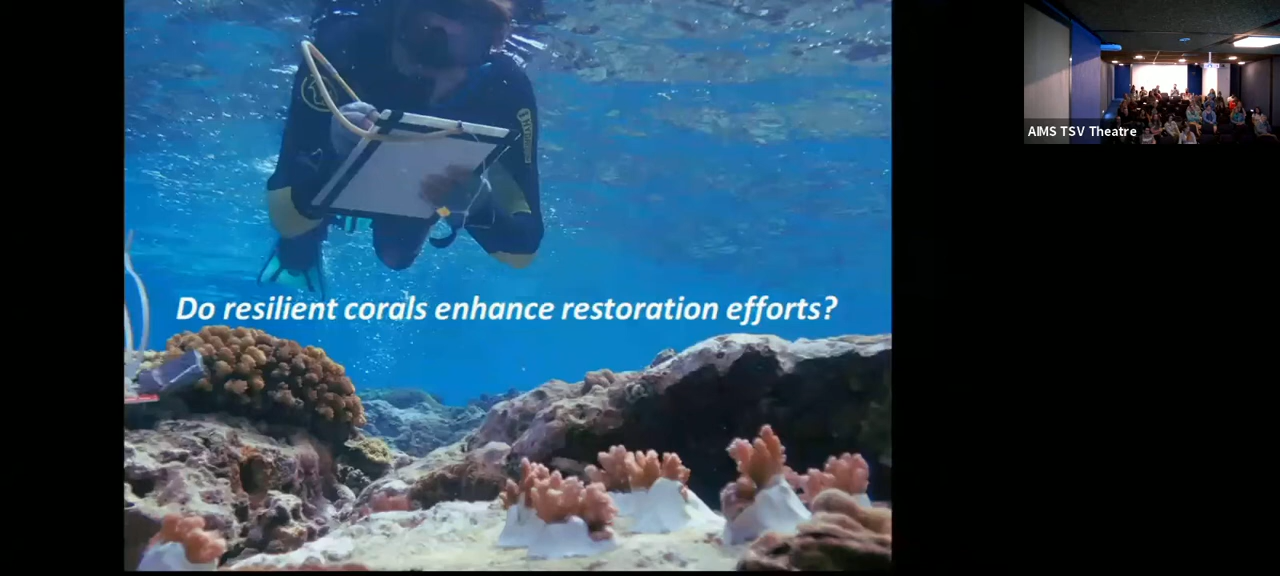 Do resilient corals enhance restoration efforts?
AIMS TSV Theatre